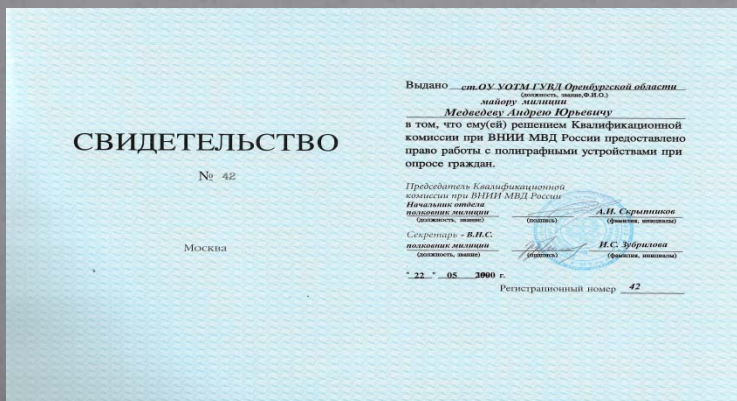 СВИДЕТЕЛЬСТВО
№ 42
Москва
Выдано ст.ОУ УОТМ ГУВД Оренбургской области
(должность, звание,Ф.И.О.)
майору милиции
Медведеву Андрею Юрьевичу
в том, что ему(ей) решением Квалификационной
комиссии при ВНИИ МВД России предоставлено
право работы с полиграфными устройствами при
опросе граждан.
Председатель Квалификационной
комиссии при ВНИИ МВД России
Начальник отдела
полковник милиции А.И. Скрыпников
(должность, звание) (подпись) (фамилия, инициалы)
Секретарь - В.Н.С.
полковник милиции И.С. Зубрилова
(должность, звание) (подпись) (фамилия, инициалы)
" 22 " 05 2000 г.
Регистрационный номер 42